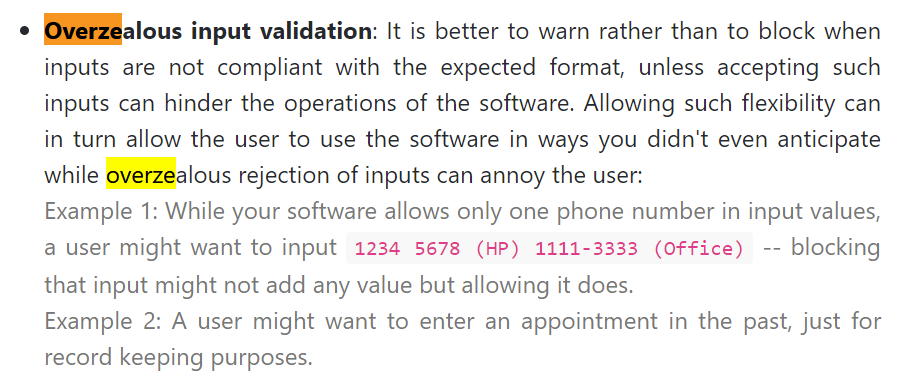 Overzealous input validation: It is better to warn rather than to block when
inputs are not compliant with the expected format, unless accepting such
inputs can hinder the operations of the software. Allowing such flexibility can
in turn allow the user to use the software in ways you didn't even anticipate
while overzealous rejection of inputs can annoy the user:
Example 1: While your software allows only one phone number in input values,
a user might want to input 1234 5678 (HP) 1111-3333 (Office) -- blocking
that input might not add any value but allowing it does.
Example 2: A user might want to enter an appointment in the past, just for
record keeping purposes.